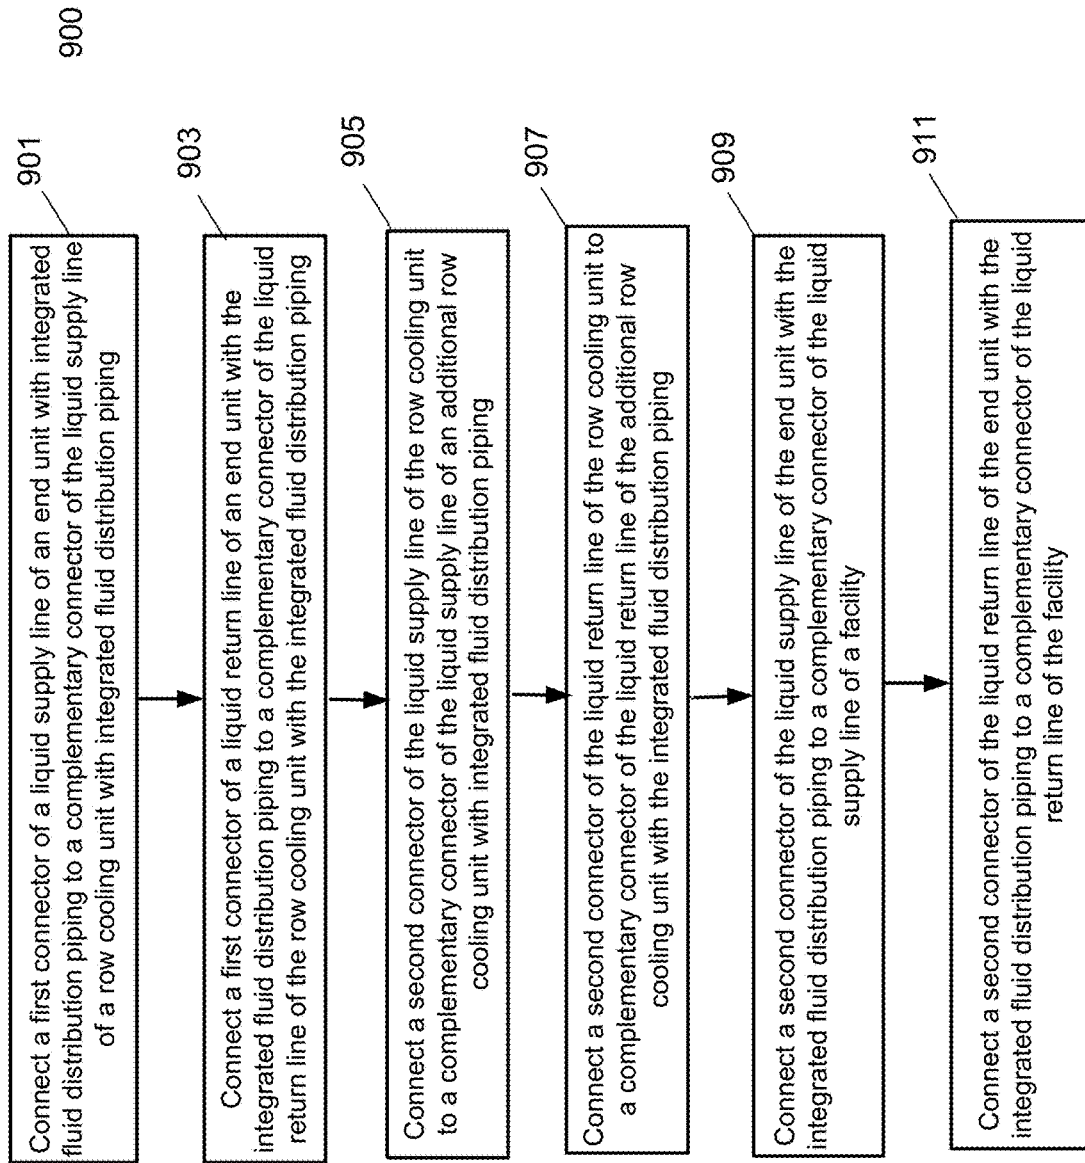 900
901
Connect a first connector of a liquid supply line of an end unit with integrated
fluid distribution piping to a complementary connector of the liquid supply line
of a row cooling unit with integrated fluid distribution piping
903
Connect a first connector of a liquid return line of an end unit with the
integrated fluid distribution piping to a complementary connector of the liquid
return line of the row cooling unit with the integrated fluid distribution piping
905
Connect a second connector of the liquid supply line of the row cooling unit
to a complementary connector of the liquid supply line of an additional row
cooling unit with integrated fluid distribution piping
907
Connect a second connector of the liquid return line of the row cooling unit to
a complementary connector of the liquid return line of the additional row
cooling unit with the integrated fluid distribution piping
909
Connect a second connector of the liquid supply line of the end unit with the
integrated fluid distribution piping to a complementary connector of the liquid
supply line of a facility
911
Connect a second connector of the liquid return line of the end unit with the
integrated fluid distribution piping to a complementary connector of the liquid
return line of the facility